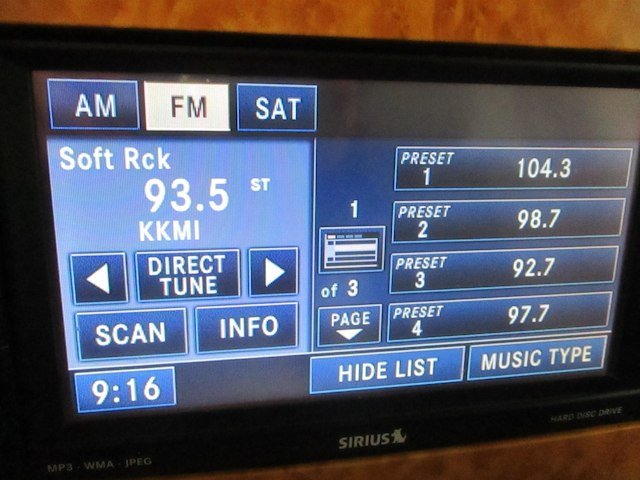 AM FM SAT
Soft Rck
93.5 ST
KKMI
DIRECT
TUNE
SCAN INFO
9:16
1
of 3
PAGE
PRESET
1 104.3
PRESET
2 98.7
PRESET
3 92.7
PRESET
4 97.7
HIDE LIST MUSIC TYPE
SIRIUS
MP3 · WMA · JPEG
HARD DISC DRIVE